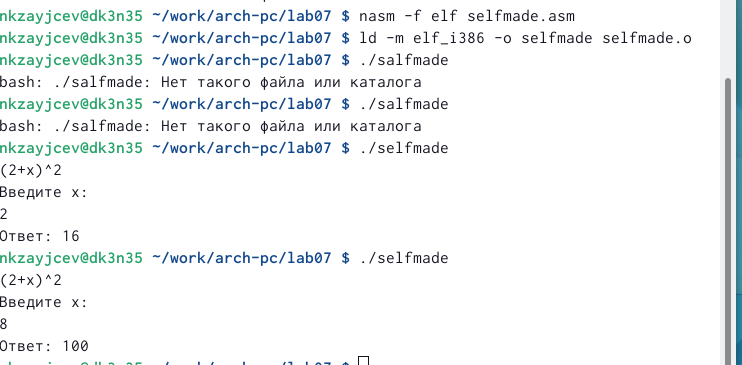 nkzayjcev@dk3n35 ~/work/arch-pc/lab07 $ nasm -f elf selfmade.asm
nkzayjcev@dk3n35 ~/work/arch-pc/lab07 $ ld -m elf_i386 -o selfmade selfmade.o
nkzayjcev@dk3n35 ~/work/arch-pc/lab07 $ ./salfmade
bash: ./salfmade: Нет такого файла или каталога
nkzayjcev@dk3n35 ~/work/arch-pc/lab07 $ ./salfmade
bash: ./salfmade: Нет такого файла или каталога
nkzayjcev@dk3n35 ~/work/arch-pc/lab07 $ ./selfmade
(2+x)^2
Введите x:
2
Ответ: 16
nkzayjcev@dk3n35 ~/work/arch-pc/lab07 $ ./selfmade
(2+x)^2
Введите x:
8
Ответ: 100
nkzayjcev@dk3n35 ~/work/arch-pc/lab07 $